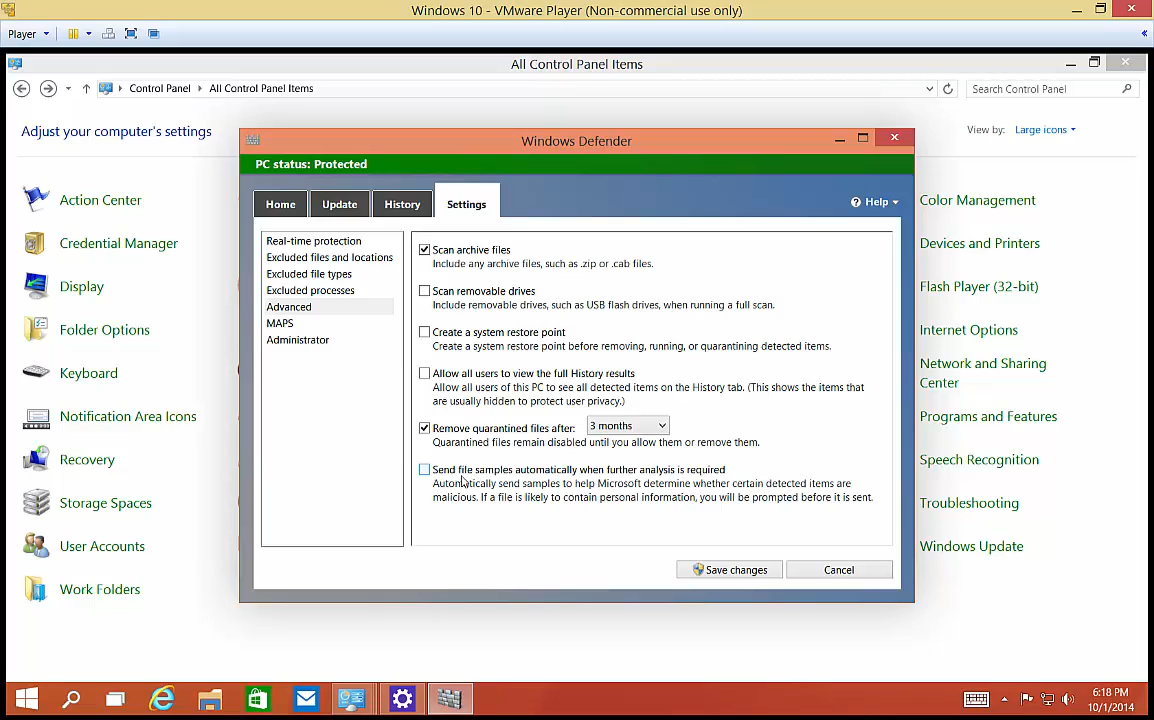 Windows 10 - VMware Player (Non-commercial use only)
Player
All Control Panel Items
Control Panel
All Control Panel Items
Search Control Panel
Adjust your computer's settings
View by:
Large icons
Action Center
Credential Manager
Display
Folder Options
Keyboard
Notification Area Icons
Recovery
Storage Spaces
User Accounts
Work Folders
Windows Defender
PC status: Protected
Home
Update
History
Settings
Help
Real-time protection
Excluded files and locations
Excluded file types
Excluded processes
Advanced
MAPS
Administrator
Scan archive files
Include any archive files, such as .zip or .cab files.
Scan removable drives
Include removable drives, such as USB flash drives, when running a full scan.
Create a system restore point
Create a system restore point before removing, running, or quarantining detected items.
Allow all users to view the full History results
Allow all users of this PC to see all detected items on the History tab. (This shows the items that
are usually hidden to protect user privacy.)
Remove quarantined files after:
3 months
Quarantined files remain disabled until you allow them or remove them.
Send file samples automatically when further analysis is required
Automatically send samples to help Microsoft determine whether certain detected items are
malicious. If a file is likely to contain personal information, you will be prompted before it is sent.
Save changes
Cancel
Color Management
Devices and Printers
Flash Player (32-bit)
Internet Options
Network and Sharing
Center
Programs and Features
Speech Recognition
Troubleshooting
Windows Update
6:18 PM
10/1/2014